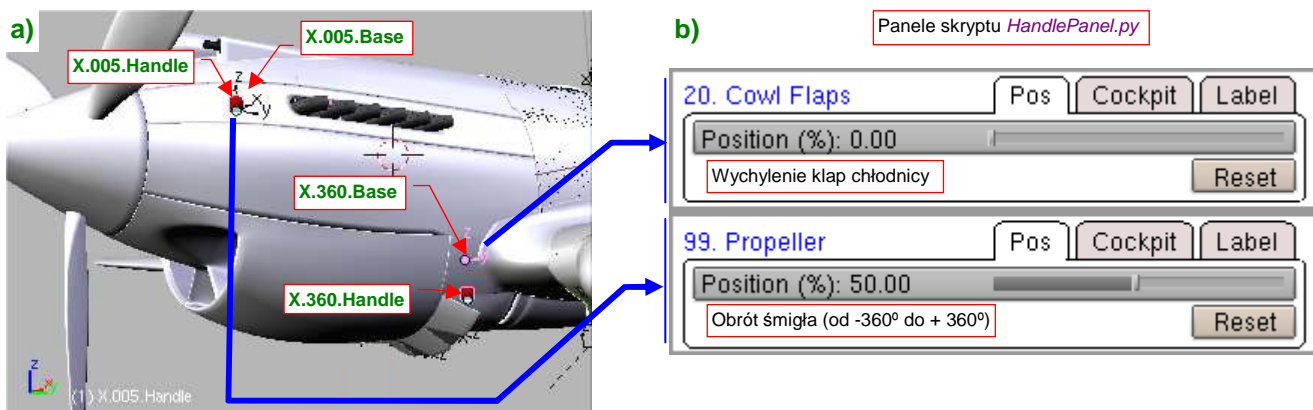 a)
X.005.Base
X.005.Handle
z
x
y
X.360.Base
z
y
X.360.Handle
z
x
y
(1) X.005.Handle
b)
Panele skryptu HandlePanel.py
20. Cowl Flaps Pos Cockpit Label
Position (%): 0.00
Wychylenie klap chłodnicy
Reset
99. Propeller Pos Cockpit Label
Position (%): 50.00
Obrót śmigła (od -360º do + 360º)
Reset